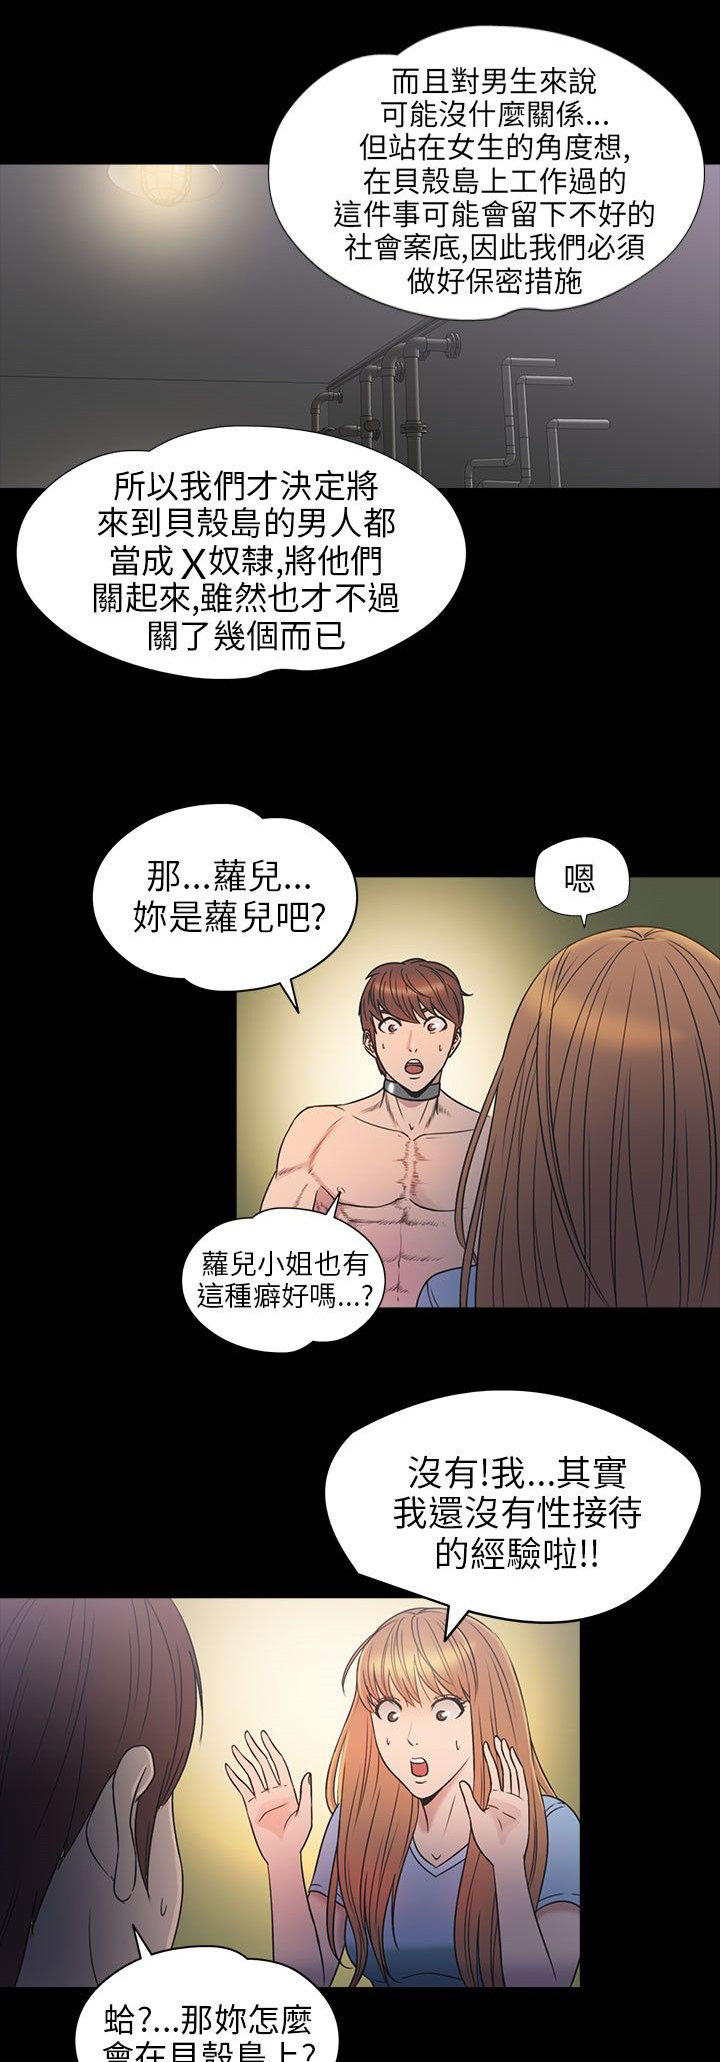 而且對男生來說
可能沒什麼關係...
但站在女生的角度想,
在貝殼島上工作過的
這件事可能會留下不好的
社會案底,因此我們必須
做好保密措施
所以我們才決定將
來到貝殼島的男人都
當成X奴隸,將他們
關起來,雖然也才不過
關了幾個而已
那...蘿兒...
妳是蘿兒吧?
嗯
蘿兒小姐也有
這種癖好嗎...?
沒有!我...其實
我還沒有性接待
的經驗啦!!
蛤?...那妳怎麼
會在貝殼島上?